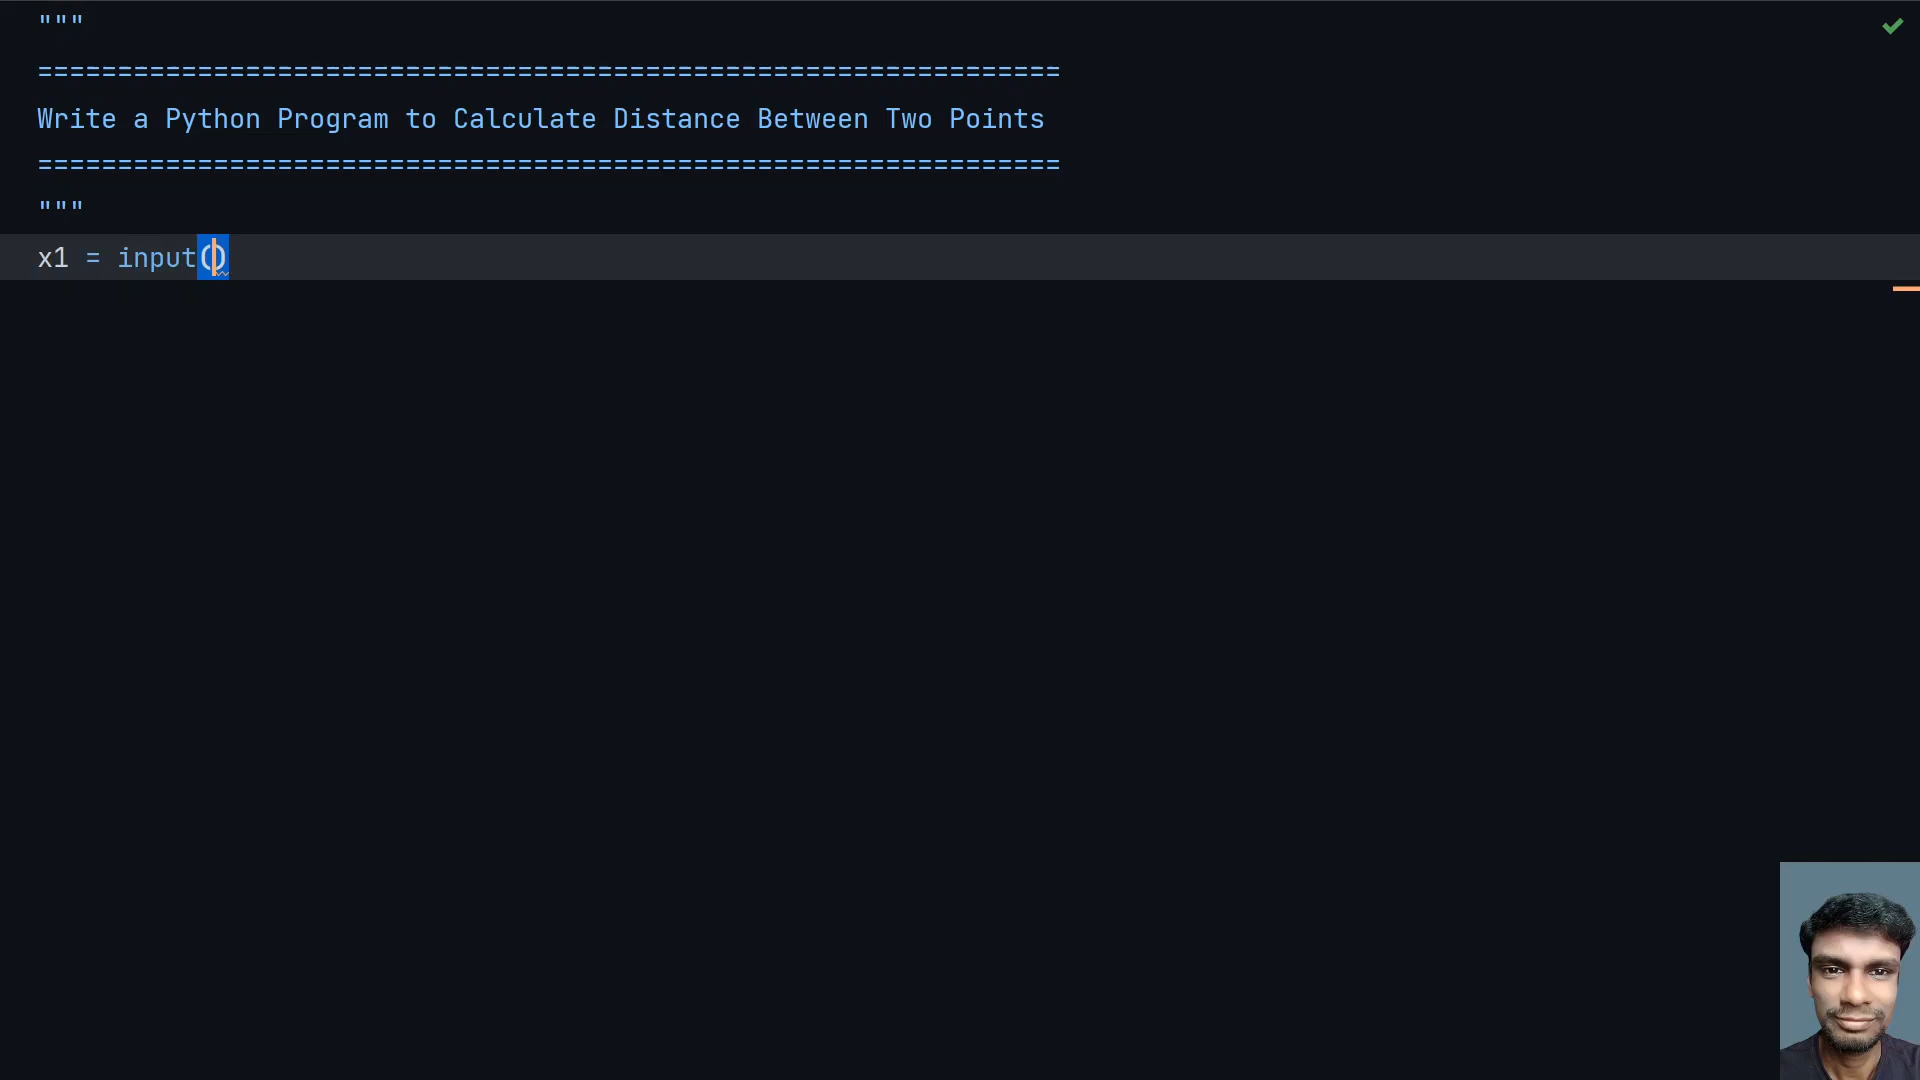 """
================================================================
Write a Python Program to Calculate Distance Between Two Points
================================================================
"""
x1 = input()